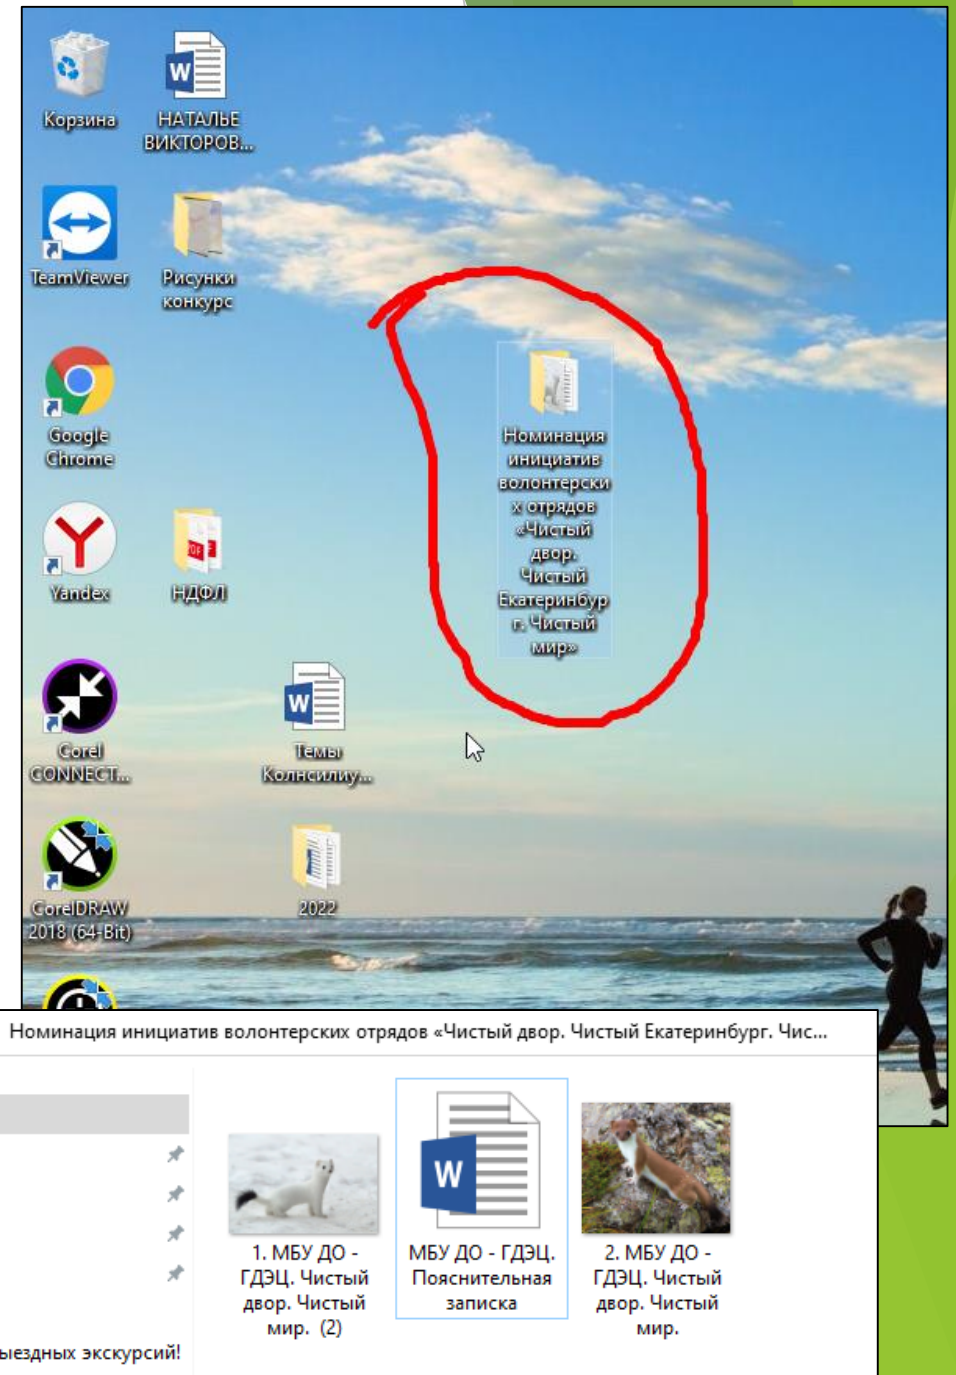 Корзина
НАТАЛЬЕ
ВИКТОРОВ...
TeamViewer
Рисунки
конкурс
Google
Chrome
Номинация
инициатив
волонтерски
х отрядов
«Чистый
двор.
Чистый
Екатеринбур
г. Чистый
мир»
Yandex
НДФЛ
Corel
CONNECT...
Темы
Колнсилиу...
CorelDRAW
2018 (64-Bit)
2022
Номинация инициатив волонтерских отрядов «Чистый двор. Чистый Екатеринбург. Чис...
1. МБУ ДО -
ГДЭЦ. Чистый
двор. Чистый
мир. (2)
МБУ ДО - ГДЭЦ.
Пояснительная
записка
2. МБУ ДО -
ГДЭЦ. Чистый
двор. Чистый
мир.
ыездных экскурсий!